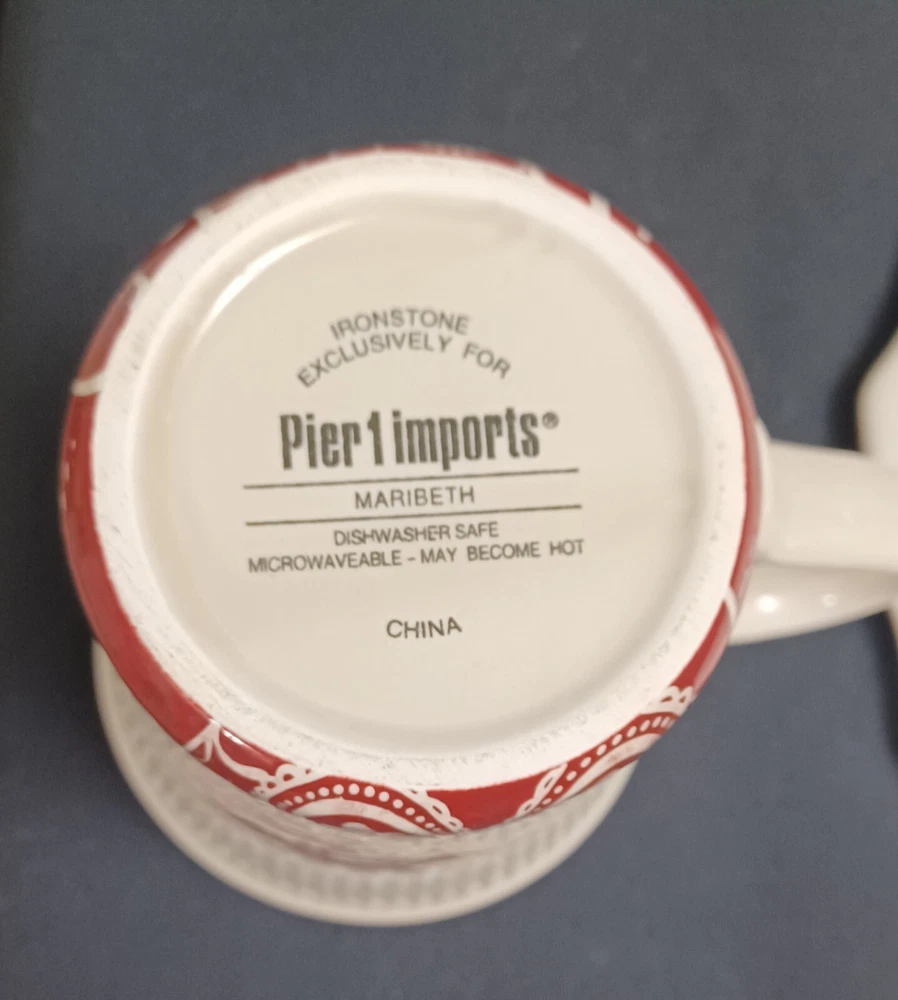 IRONSTONE
EXCLUSIVELY FOR
Pier 1 imports®
MARIBETH
DISHWASHER SAFE
MICROWAVEABLE - MAY BECOME HOT
CHINA